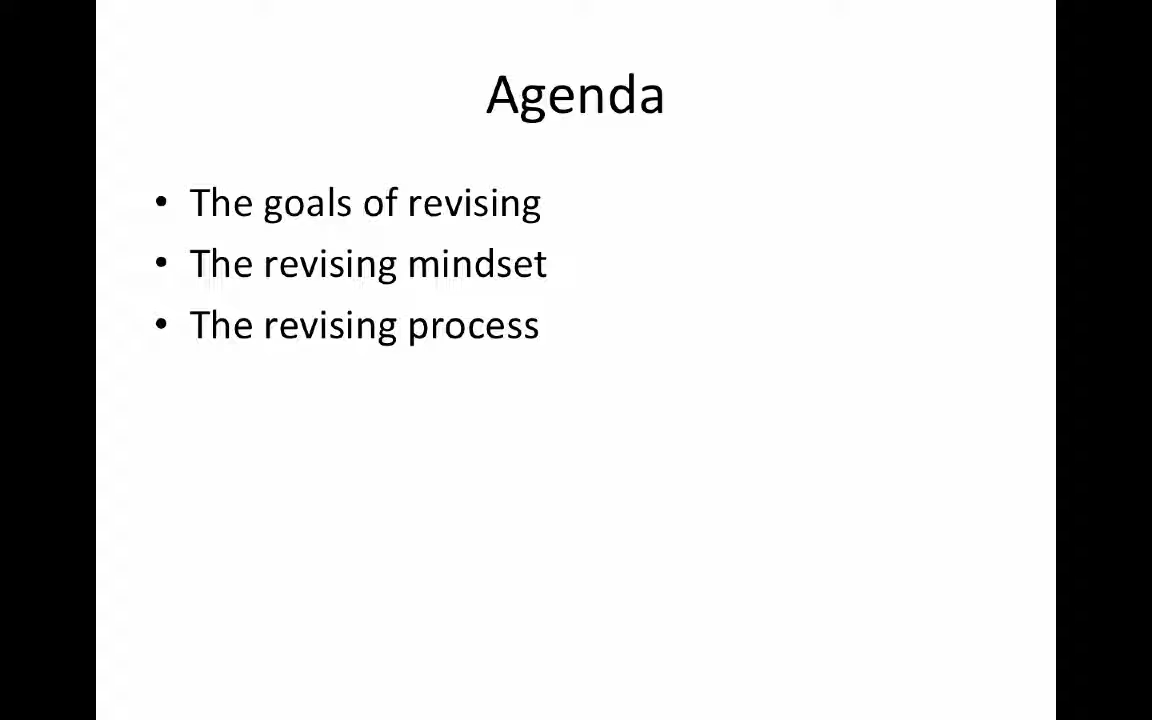 Agenda
• The goals of revising
• The revising mindset
• The revising process